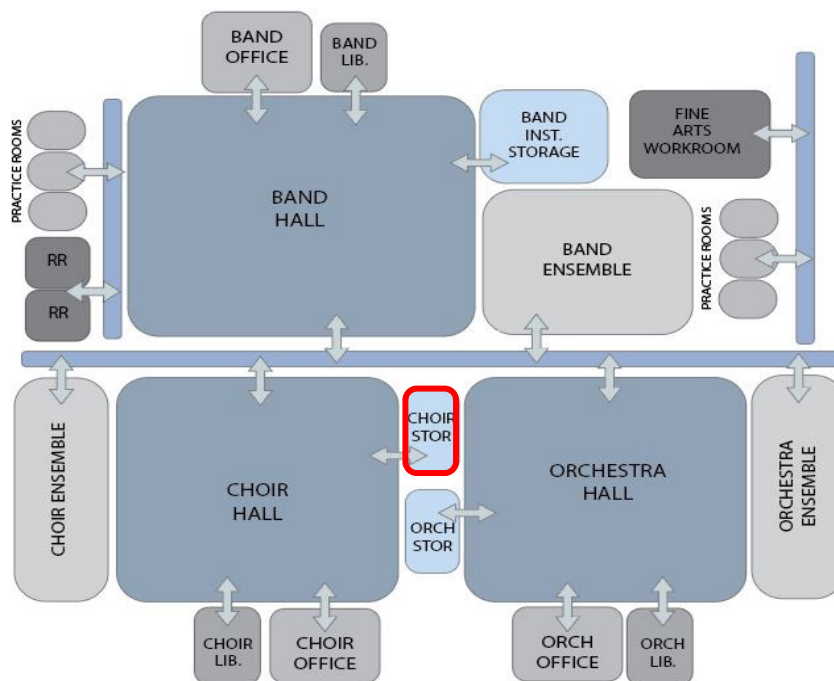 BAND
OFFICE
BAND
LIB.
BAND
INST.
STORAGE
FINE
ARTS
WORKROOM
PRACTICE ROOMS
BAND
HALL
BAND
ENSEMBLE
PRACTICE ROOMS
RR
RR
CHOIR ENSEMBLE
CHOIR
HALL
CHOIR
STOR
ORCH
STOR
ORCHESTRA
HALL
ORCHESTRA
ENSEMBLE
CHOIR
LIB.
CHOIR
OFFICE
ORCH
OFFICE
ORCH
LIB.